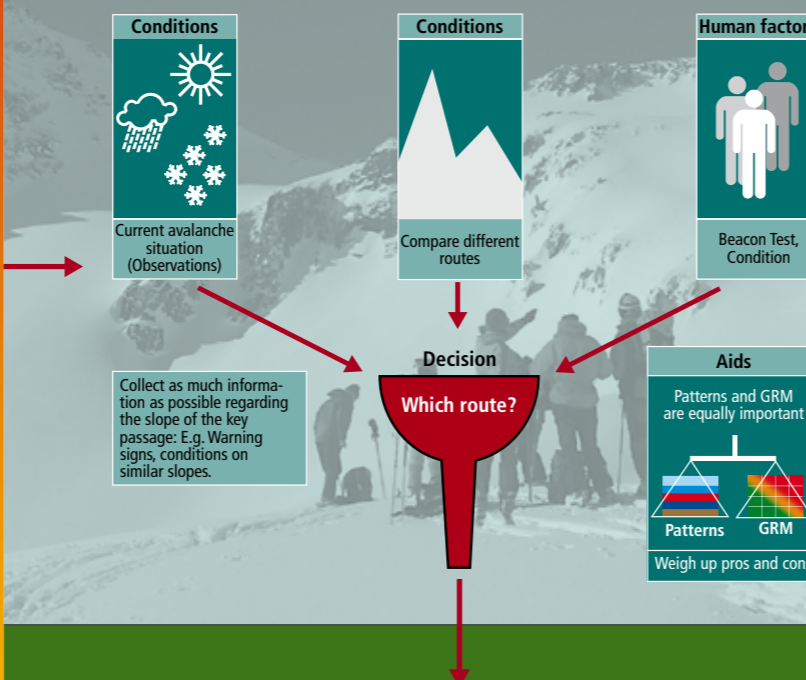 Conditions
Current avalanche
situation
(Observations)
Conditions
Compare different
routes
Human factor
Beacon Test,
Condition
Collect as much informa-
tion as possible regarding
the slope of the key
passage: E.g. Warning
signs, conditions on
similar slopes.
Decision
Which route?
Aids
Patterns and GRM
are equally important
Patterns
GRM
Weigh up pros and con